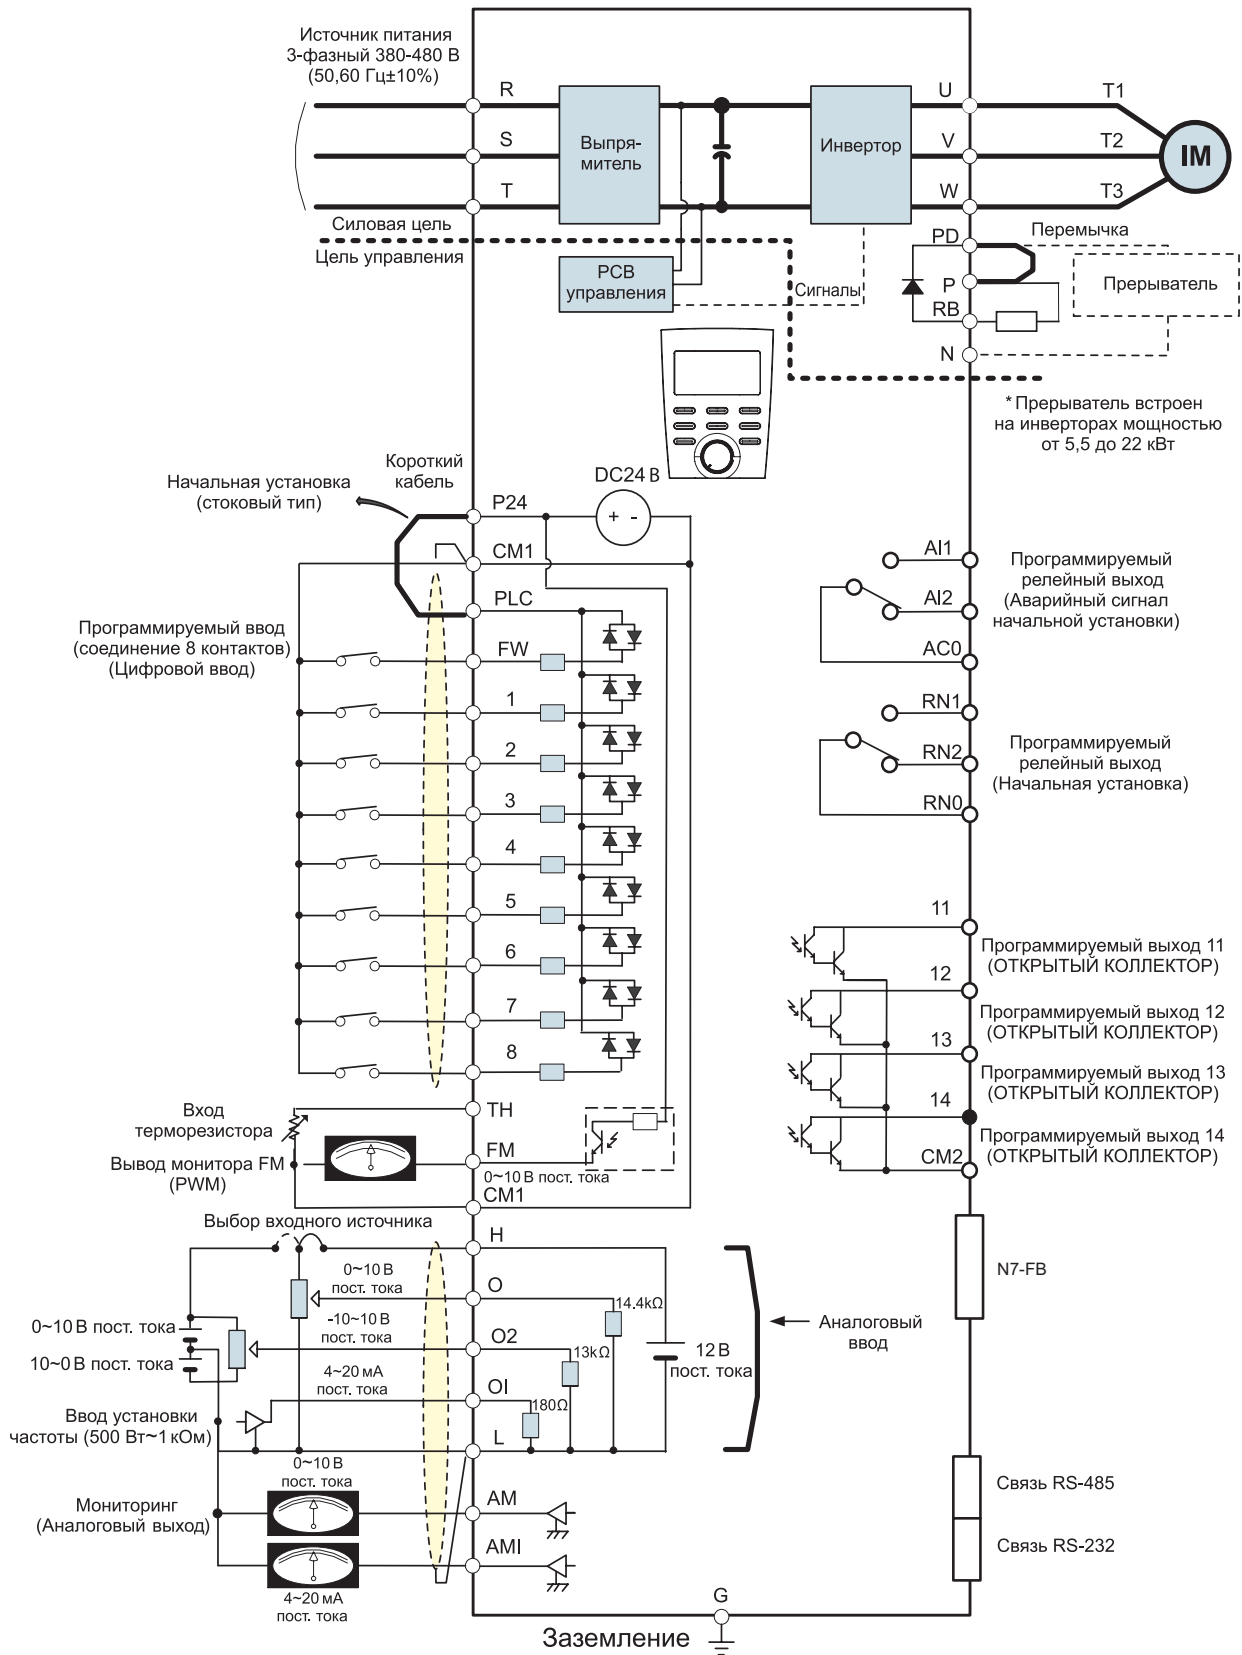 Источник питания
3-фазный 380-480 В
(50,60 Гц±10%)
R
S
T
Выпря-
митель
Инвертор
U
V
W
T1
T2
T3
IM
Силовая цель
Цель управления
PCB
управления
Сигналы
PD
P
RB
N
Перемычка
Прерыватель
* Прерыватель встроен
на инверторах мощностью
от 5,5 до 22 кВт
Короткий
кабель
Начальная установка
(стоковый тип)
P24
DC24 В
+ -
CM1
PLC
Программируемый ввод
(соединение 8 контактов)
(Цифровой ввод)
FW
1
2
3
4
5
6
7
8
AI1
AI2
AC0
Программируемый
релейный выход
(Аварийный сигнал
начальной установки)
RN1
RN2
RN0
Программируемый
релейный выход
(Начальная установка)
11
Программируемый выход 11
(ОТКРЫТЫЙ КОЛЛЕКТОР)
12
Программируемый выход 12
(ОТКРЫТЫЙ КОЛЛЕКТОР)
13
Программируемый выход 13
(ОТКРЫТЫЙ КОЛЛЕКТОР)
14
Программируемый выход 14
(ОТКРЫТЫЙ КОЛЛЕКТОР)
CM2
Вход
терморезистора
TH
Вывод монитора FM
(PWM)
FM
0~10 В пост. тока
CM1
Выбор входного источника
H
0~10 В
пост. тока
O
-10~10 В
пост. тока
O2
4~20 мА
пост. тока
OI
L
0~10 В пост. тока
10~0 В пост. тока
14.4kΩ
13kΩ
180Ω
12 В
пост. тока
Аналоговый
ввод
N7-FB
Ввод установки
частоты (500 Вт~1 кОм)
0~10 В
пост. тока
Мониторинг
(Аналоговый выход)
AM
AMI
4~20 мА
пост. тока
Связь RS-485
Связь RS-232
G
Заземление